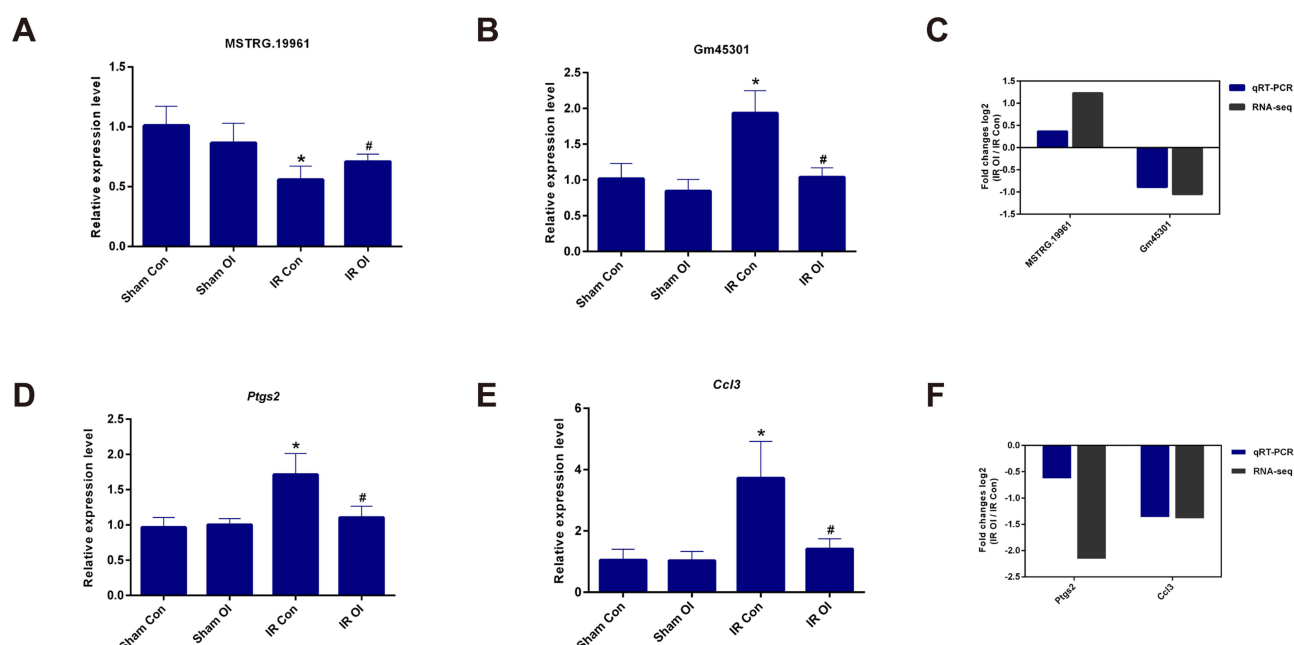 A
MSTRG.19961
Relative expression level
1.5
1.0
0.5
0.0
*
#
Sham Con
Sham OI
IR Con
IR OI
B
Gm45301
Relative expression level
2.5
2.0
1.5
1.0
0.5
0.0
*
#
Sham Con
Sham OI
IR Con
IR OI
C
Fold changes log2
(IR OI / IR Con)
1.5
1.0
0.5
0.0
-0.5
-1.0
-1.5
MSTRG.19961
Gm45301
qRT-PCR
RNA-seq
D
Ptgs2
Relative expression level
2.5
2.0
1.5
1.0
0.5
0.0
*
#
Sham Con
Sham OI
IR Con
IR OI
E
Ccl3
Relative expression level
6
4
2
0
*
#
Sham Con
Sham OI
IR Con
IR OI
F
Fold changes log2
(IR OI / IR Con)
0.0
-0.5
-1.0
-1.5
-2.0
-2.5
Ptgs2
Ccl3
qRT-PCR
RNA-seq